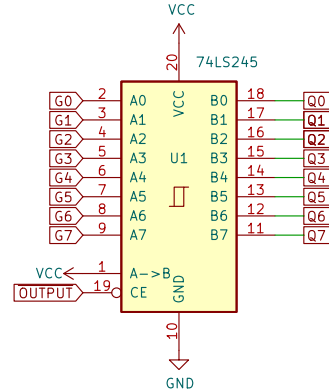 VCC
20
74LS245
VCC
G0 2 A0 B0 18 Q0
G1 3 A1 B1 17 Q1
G2 4 A2 B2 16 Q2
G3 5 A3 U1 B3 15 Q3
G4 6 A4 B4 14 Q4
G5 7 A5 B5 13 Q5
G6 8 A6 B6 12 Q6
G7 9 A7 B7 11 Q7
VCC 1 A->B
OUTPUT 19 CE
GND
10
GND